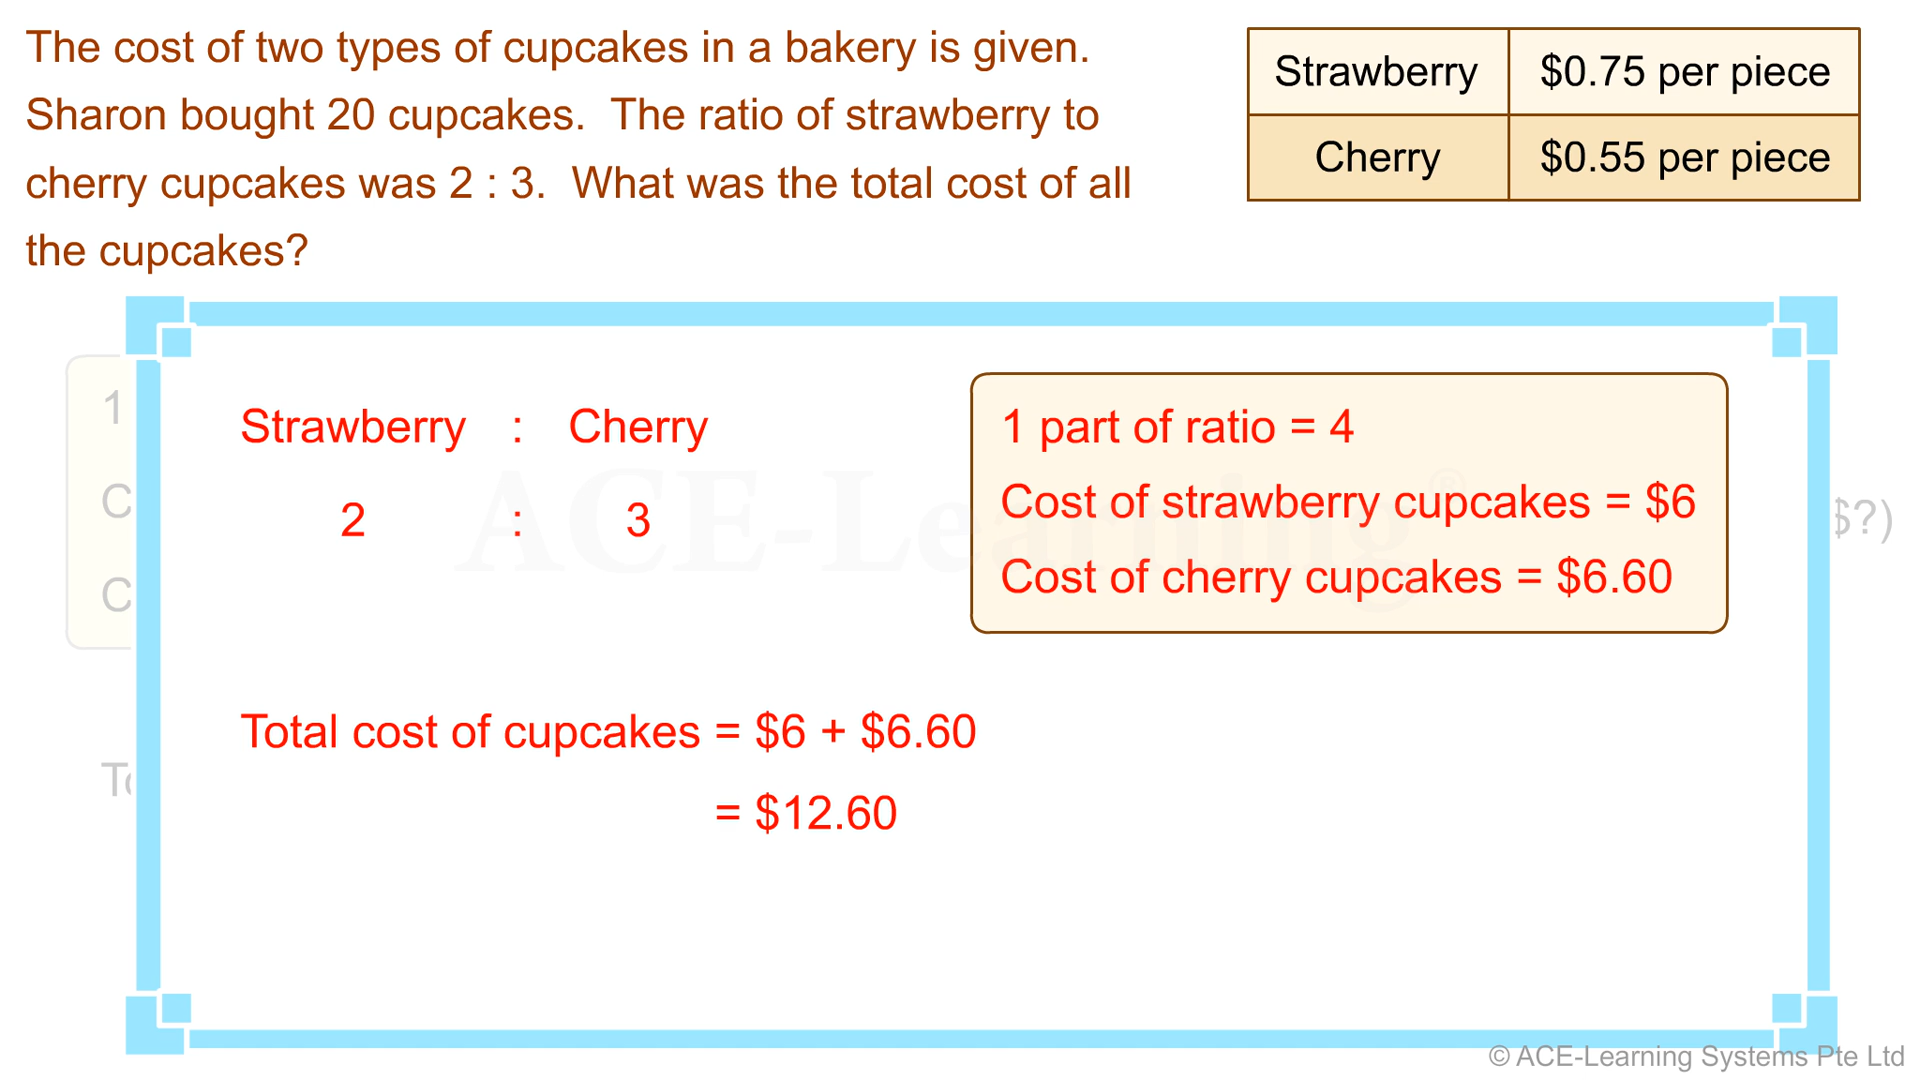 The cost of two types of cupcakes in a bakery is given.
Sharon bought 20 cupcakes. The ratio of strawberry to
cherry cupcakes was 2 : 3. What was the total cost of all
the cupcakes?
Strawberry $0.75 per piece
Cherry $0.55 per piece
Strawberry : Cherry
2 : 3
1 part of ratio = 4
Cost of strawberry cupcakes = $6
Cost of cherry cupcakes = $6.60
Total cost of cupcakes = $6 + $6.60
= $12.60
1
C
C
$?)
ACE-Learning®
© ACE-Learning Systems Pte Ltd